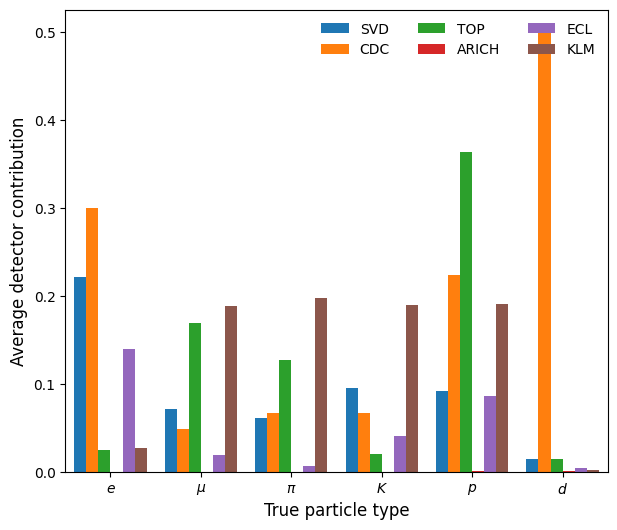 0.5
0.4
0.3
0.2
0.1
0.0
Average detector contribution
SVD TOP ECL
CDC ARICH KLM
e μ π K p d
True particle type